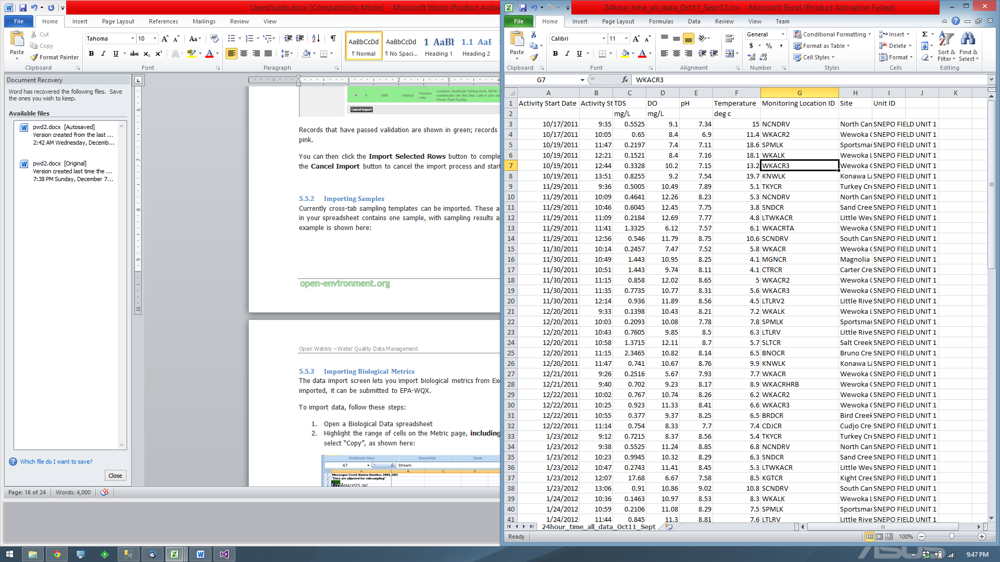 UsersGuide.docx [Compatibility Mode] - Microsoft Word (Product Activa
File Home Insert Page Layout References Mailings Review View
Paste Cut Copy Format Painter
Tahoma 10
AaBbCcDd AaBbCcDd AaBbC AaBbC
¶ Normal ¶ No Spaci... Heading 1 Heading 2
Clipboard Font Paragraph
Document Recovery
Word has recovered the following files. Save
the ones you wish to keep.
Available files
pwd2.docx [Autosaved]
Version created from the last ...
2:42 AM Wednesday, Decemb...
pwd2.docx [Original]
Version created last time the ...
7:38 PM Sunday, December 7...
Which file do I want to save?
Close
9 BBB KNWLK Konawa Lake
Location: Southside Fishing Dock. NOTE:
wastewater into this lake. Lake is also use
Power Plant Facility.
Cancel Import
Records that have passed validation are shown in green; records
pink.
You can then click the Import Selected Rows button to comple
the Cancel Import button to cancel the import process and start
5.5.2 Importing Samples
Currently cross-tab sampling templates can be imported. These a
in your spreadsheet contains one sample, with sampling results a
example is shown here:
open-environment.org
Open Waters – Water Quality Data Management
5.5.3 Importing Biological Metrics
The data import screen lets you import biological metrics from Exc
imported, it can be submitted to EPA-WQX.
To import data, follow these steps:
1. Open a Biological Data spreadsheet
2. Highlight the range of cells on the Metric page, including
select “Copy”, as shown here:
Workbook Views Show/Hide Zoom
A7 fx Stream
A B C D
1 Muscogee Creek Nation Benthos 2009, 2011
2 "Data are adjusted for subsampling"
3
4 EcoAnalysts inc
Page: 16 of 24 Words: 4,000
24hour_time_all_data_Oct11_Sept12.csv - Microsoft Excel (Product Activation Failed)
File Home Insert Page Layout Formulas Data Review View Team
Paste Calibri 11 General
Conditional Formatting Format as Table Cell Styles
Insert Delete Format
Sort & Filter Find & Select
Clipboard Font Alignment Number Styles Cells Editing
G7 fx WKACR3
A B C D E F G H I J K
1 Activity Start Date Activity St TDS DO pH Temperature Monitoring Location ID Site Unit ID
2 mg/L mg/L deg c
3 10/17/2011 9:35 0.5525 9.1 7.34 15 NCNDRV North Can SNEPO FIELD UNIT 1
4 10/17/2011 10:05 0.65 8.4 6.9 11.4 WKACR2 Wewoka C SNEPO FIELD UNIT 1
5 10/19/2011 11:47 0.2197 7.4 7.11 18.6 SPMLK Sportsmar SNEPO FIELD UNIT 1
6 10/19/2011 12:21 0.1521 8.4 7.16 18.1 WKALK Wewoka L SNEPO FIELD UNIT 1
7 10/19/2011 12:44 0.3328 10.2 7.15 13.2 WKACR3 Wewoka C SNEPO FIELD UNIT 1
8 10/19/2011 13:51 0.8255 9.2 7.54 19.7 KNWLK Konawa La SNEPO FIELD UNIT 1
9 11/29/2011 9:36 0.5005 10.49 7.89 5.1 TKYCR Turkey Cre SNEPO FIELD UNIT 1
10 11/29/2011 10:09 0.4641 12.26 8.23 5.3 NCNDRV North Can SNEPO FIELD UNIT 1
11 11/29/2011 10:46 0.6045 12.45 7.75 3.8 SNDCR Sand Cree SNEPO FIELD UNIT 1
12 11/29/2011 11:09 0.2184 12.69 7.77 4.8 LTWKACR Little Wew SNEPO FIELD UNIT 1
13 11/29/2011 11:41 1.3325 6.12 7.57 6.1 WKACRTA Wewoka C SNEPO FIELD UNIT 1
14 11/29/2011 12:56 0.546 11.79 8.75 10.6 SCNDRV South Can SNEPO FIELD UNIT 1
15 11/30/2011 10:14 0.2457 7.47 7.52 5.8 WKACR Wewoka C SNEPO FIELD UNIT 1
16 11/30/2011 10:49 1.443 10.95 8.25 4.1 MGNCR Magnolia SNEPO FIELD UNIT 1
17 11/30/2011 10:51 1.443 9.74 8.11 4.1 CTRCR Carter Cre SNEPO FIELD UNIT 1
18 11/30/2011 11:15 0.858 12.02 8.65 5 WKACR2 Wewoka C SNEPO FIELD UNIT 1
19 11/30/2011 11:35 0.7735 10.77 8.31 5.6 WKACR3 Wewoka C SNEPO FIELD UNIT 1
20 11/30/2011 12:14 0.936 11.89 8.56 4.5 LTLRV2 Little Rive SNEPO FIELD UNIT 1
21 12/20/2011 9:33 0.1398 10.43 8.21 7.2 WKALK Wewoka L SNEPO FIELD UNIT 1
22 12/20/2011 10:03 0.2093 10.08 7.78 7.8 SPMLK Sportsmar SNEPO FIELD UNIT 1
23 12/20/2011 10:43 0.7605 9.85 8.5 6.3 LTLRV Little Rive SNEPO FIELD UNIT 1
24 12/20/2011 10:58 1.3715 12.11 8.7 5.7 SLTCR Salt Creek SNEPO FIELD UNIT 1
25 12/20/2011 11:15 2.3465 10.82 8.14 6.5 BNOCR Bruno Cre SNEPO FIELD UNIT 1
26 12/20/2011 11:47 0.741 10.67 8.76 9.9 KNWLK Konawa La SNEPO FIELD UNIT 1
27 12/21/2011 9:26 0.2516 5.67 7.93 7.7 WKACR Wewoka C SNEPO FIELD UNIT 1
28 12/21/2011 9:40 0.702 9.23 8.17 8.9 WKACRHRB Wewoka C SNEPO FIELD UNIT 1
29 12/22/2011 10:02 0.767 10.74 8.26 6.2 WKACR2 Wewoka C SNEPO FIELD UNIT 1
30 12/22/2011 10:25 0.923 11.33 8.41 6.6 WKACR3 Wewoka C SNEPO FIELD UNIT 1
31 12/22/2011 10:55 0.377 9.37 8.25 6.5 BRDCR Bird Creek SNEPO FIELD UNIT 1
32 12/22/2011 11:14 0.754 8.33 7.7 7.4 CDJCR Cudjo Cre SNEPO FIELD UNIT 1
33 1/23/2012 9:12 0.7215 8.37 8.56 5.4 TKYCR Turkey Cre SNEPO FIELD UNIT 1
34 1/23/2012 9:38 0.5525 11.24 8.85 6.8 NCNDRV North Can SNEPO FIELD UNIT 1
35 1/23/2012 10:23 0.9945 10.32 8.29 6.3 SNDCR Sand Cree SNEPO FIELD UNIT 1
36 1/23/2012 10:47 0.2743 11.41 8.45 5.3 LTWKACR Little Wew SNEPO FIELD UNIT 1
37 1/23/2012 12:07 17.68 6.67 7.58 8.5 KGTCR Kight Cree SNEPO FIELD UNIT 1
38 1/23/2012 13:06 0.91 10.86 9.02 10.8 SCNDRV South Can SNEPO FIELD UNIT 1
39 1/24/2012 10:36 0.1463 10.97 8.53 8.3 WKALK Wewoka L SNEPO FIELD UNIT 1
40 1/24/2012 10:59 0.2106 11.08 8.29 7.5 SPMLK Sportsmar SNEPO FIELD UNIT 1
41 1/24/2012 11:44 0.845 11.3 8.81 7.6 LTLRV Little Rive SNEPO FIELD UNIT 1
24hour_time_all_data_Oct11_Sept
Ready 100%
ASUS
9:47 PM